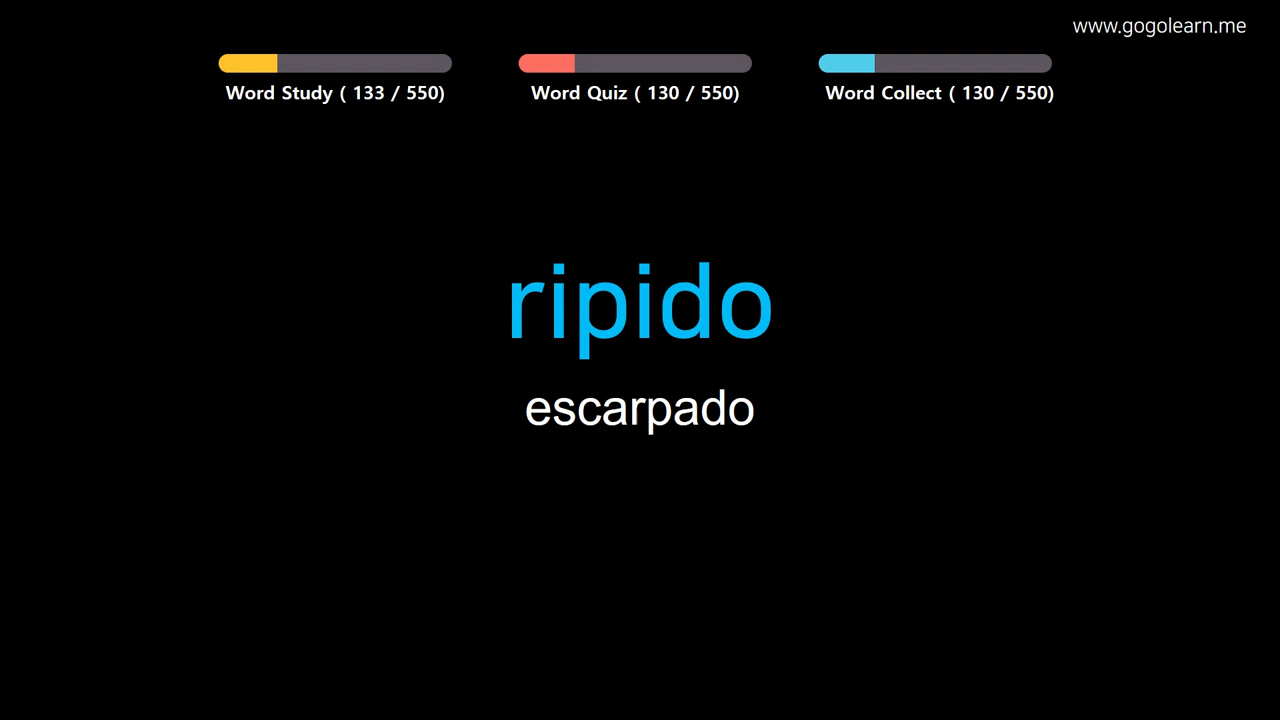 www.gogolearn.me
Word Study ( 133 / 550)
Word Quiz ( 130 / 550)
Word Collect ( 130 / 550)
ripido
escarpado